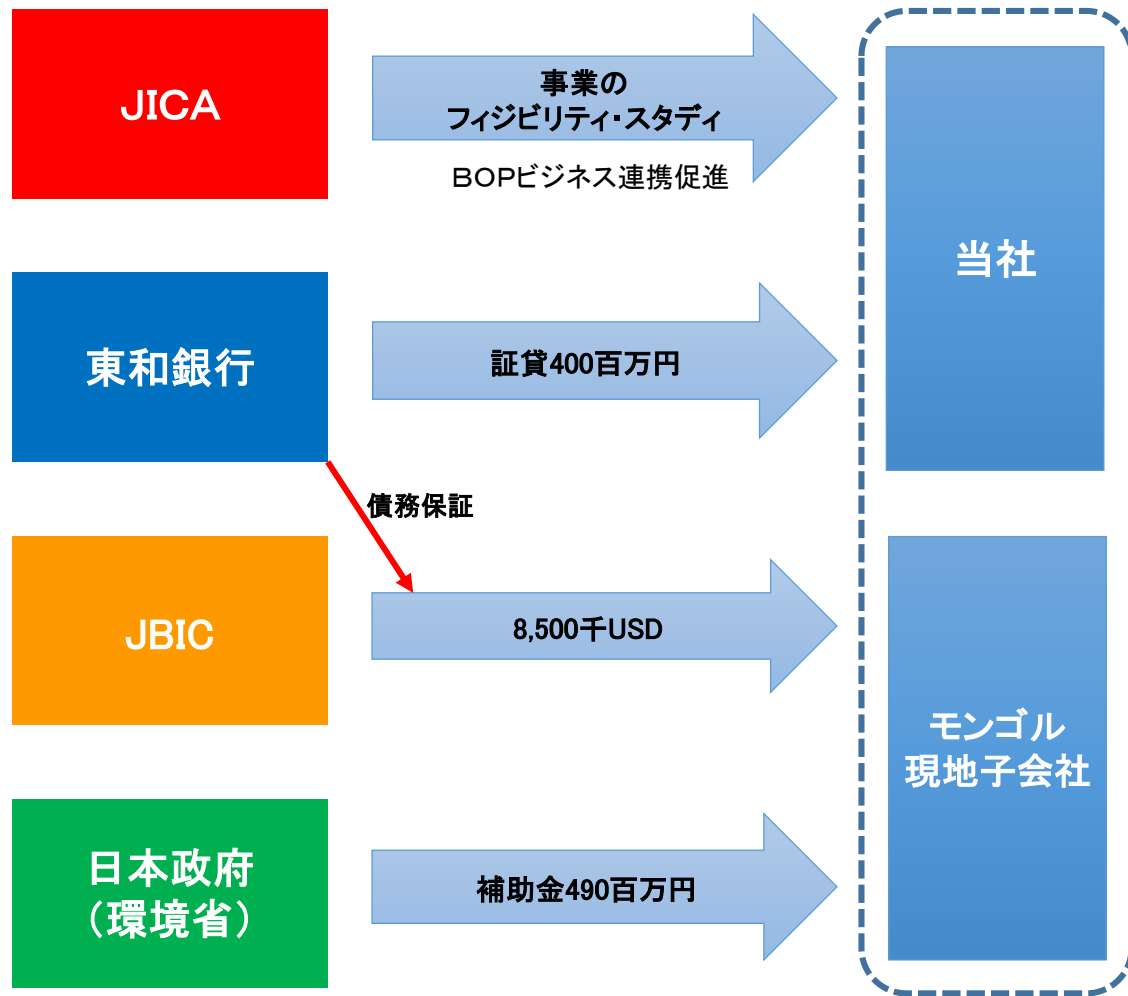 JICA
事業の
フィジビリティ・スタディ
BOPビジネス連携促進
当社
東和銀行
証貸400百万円
債務保証
JBIC
8,500千USD
モンゴル
現地子会社
日本政府
（環境省）
補助金490百万円